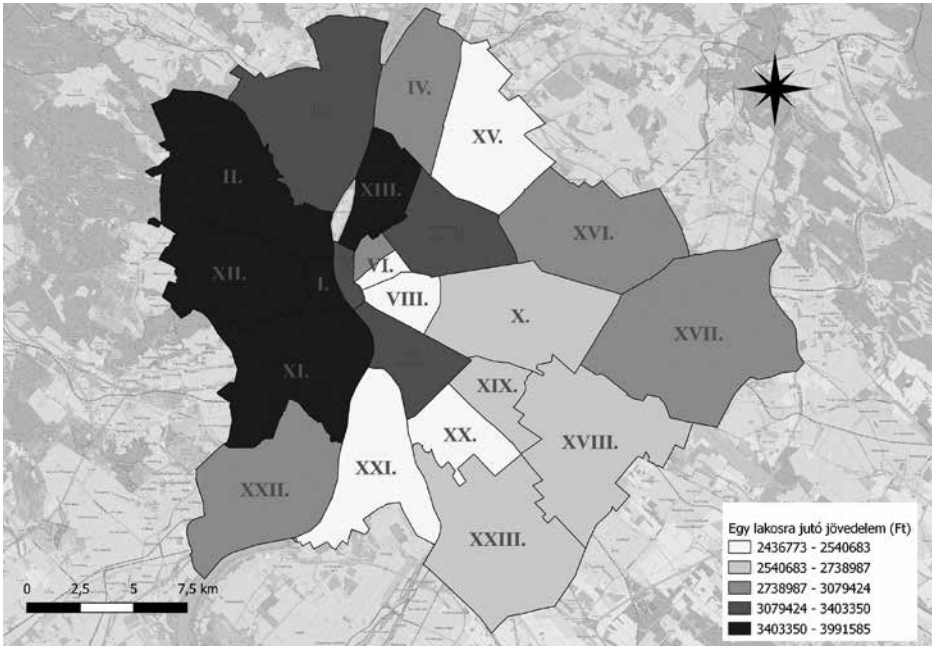 IV.
XV.
II.
XIII.
XVI.
XII.
I.
VI.
VIII.
X.
XVII.
XI.
XIX.
XVIII.
XX.
XXI.
XXII.
XXIII.
0 2,5 5 7,5 km
Egy lakosra jutó jövedelem (Ft)
2436773 - 2540683
2540683 - 2738987
2738987 - 3079424
3079424 - 3403350
3403350 - 3991585